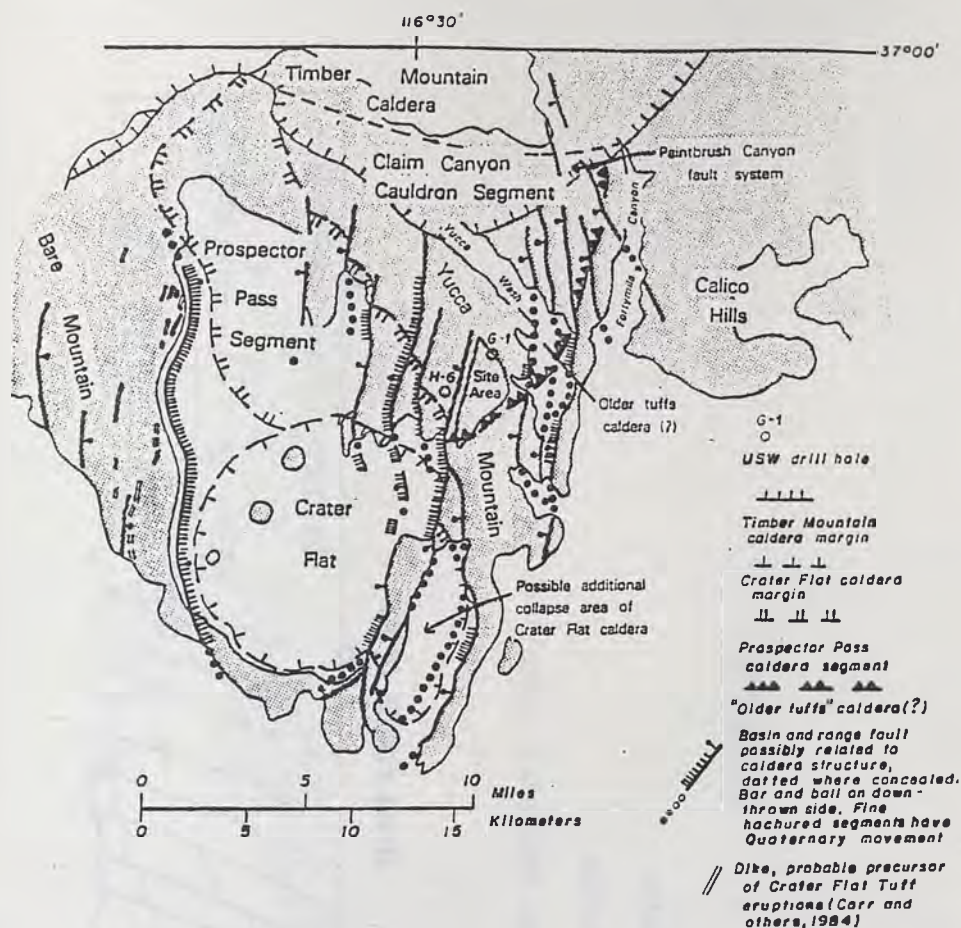 116°30'
37°00'
Timber Mountain
Caldera
Claim Canyon
Cauldron Segment
Paintbrush Canyon
fault system
Bare
Mountain
Prospector
Pass
Segment
Yucca
Wash
Yucca
Mountain
Fortymile
Canyon
Calico
Hills
G-1
H-6
Site
Area
Older tuffs
caldera (?)
Crater
Flat
Possible additional
collapse area of
Crater Flat caldera
G-1
USW drill hole
Timber Mountain
caldera margin
Crater Flat caldera
margin
Prospector Pass
caldera segment
"Older tuffs" caldera (?)
Basin and range fault
possibly related to
caldera structure,
dotted where concealed.
Bar and ball on down-
thrown side. Fine
hachured segments have
Quaternary movement
Dike, probable precursor
of Crater Flat Tuff
eruptions (Carr and
others, 1984)
0 5 10
Miles
Kilometers
0 5 10 15